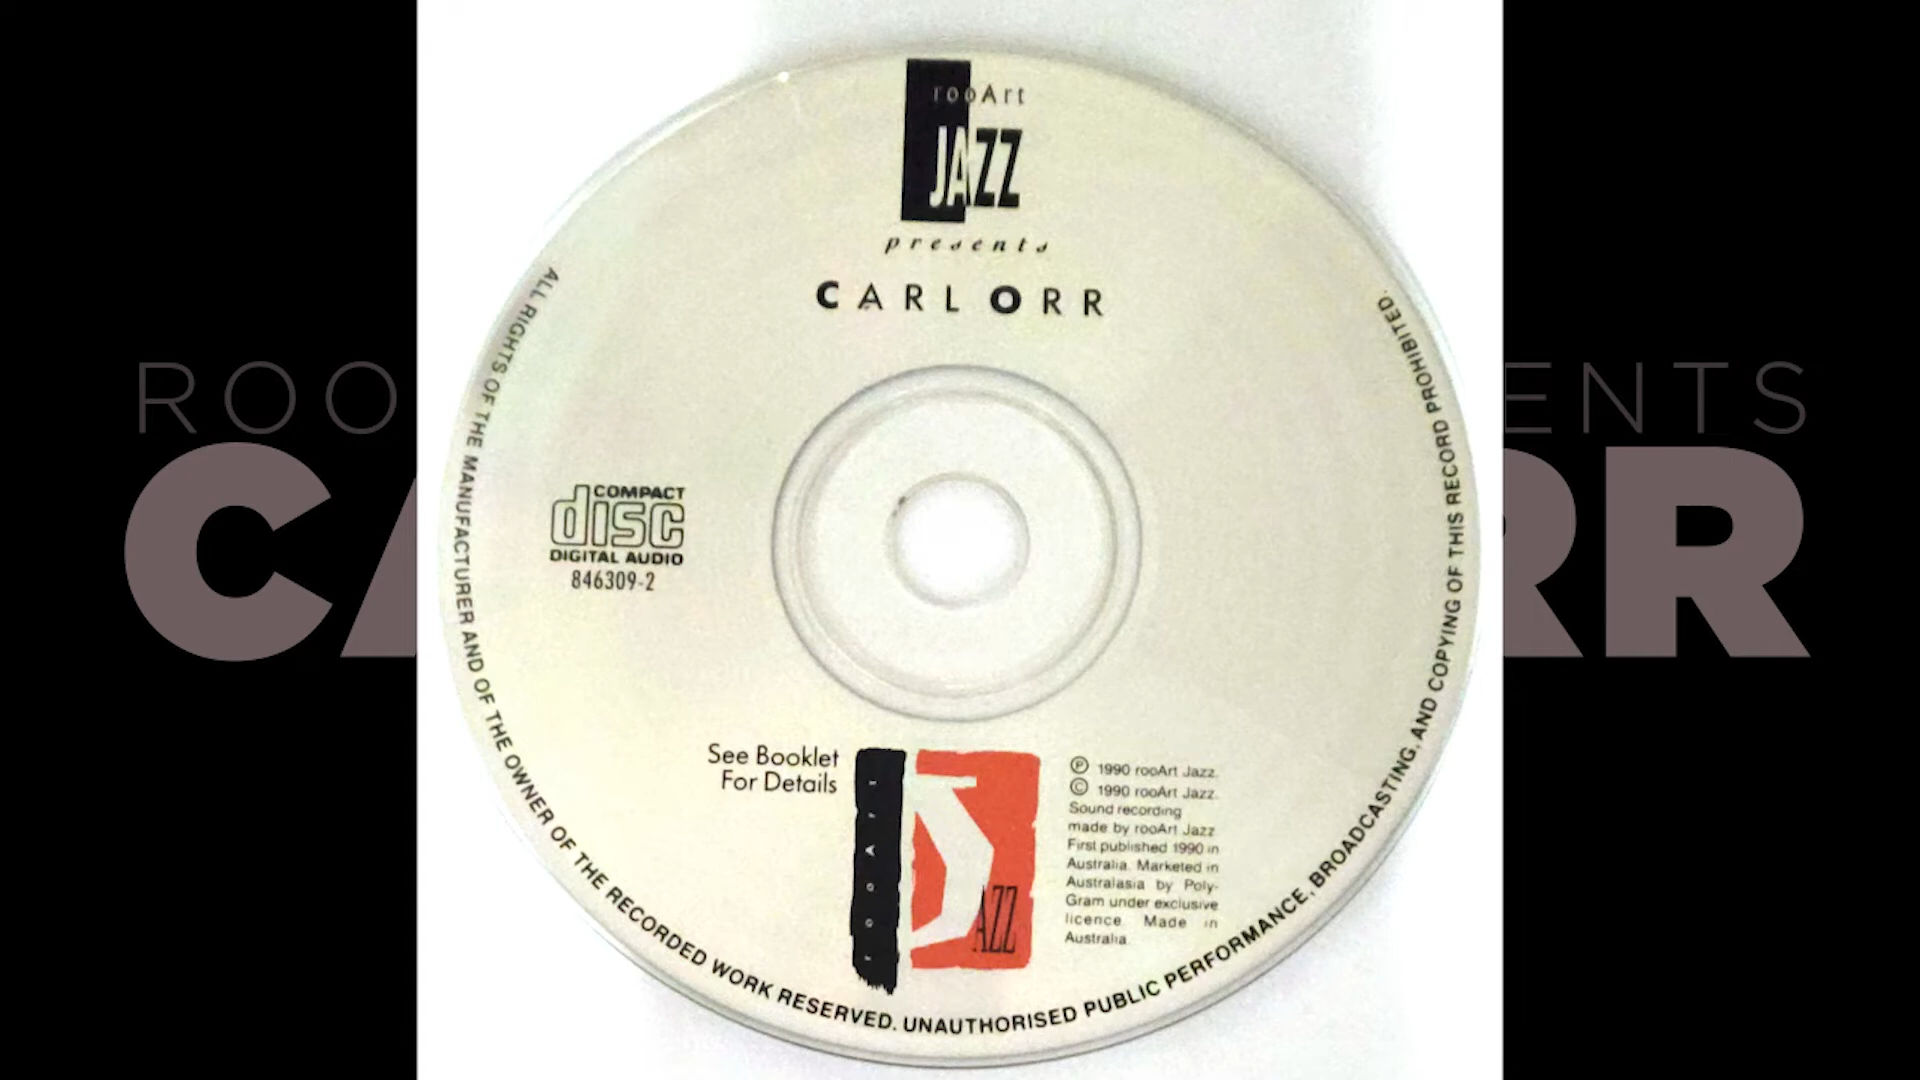 rooArt
JAZZ
presents
CARL ORR
ROO
ENTS
CA
RR
COMPACT
disc
DIGITAL AUDIO
846309-2
See Booklet
For Details
rooArt
JAZZ
Ⓟ 1990 rooArt Jazz.
© 1990 rooArt Jazz.
Sound recording
made by rooArt Jazz
First published 1990 in
Australia. Marketed in
Australasia by Poly-
Gram under exclusive
licence Made in
Australia.
ALL RIGHTS OF THE MANUFACTURER AND OF THE OWNER OF THE RECORDED WORK RESERVED. UNAUTHORISED PUBLIC PERFORMANCE, BROADCASTING, AND COPYING OF THIS RECORD PROHIBITED.